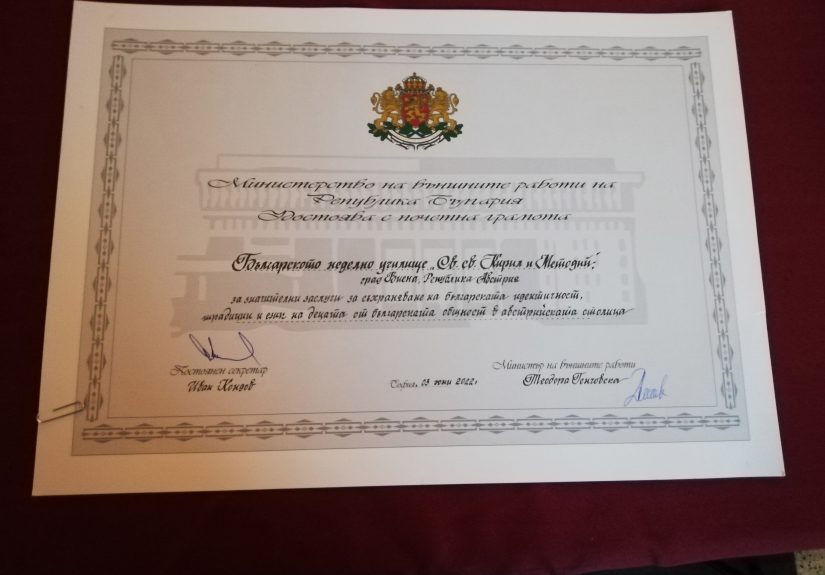 Министерство на външните работи на
Република България
Удостоява с почетна грамота
Българското неделно училище „Св. св. Кирил и Методий“,
град Виена, Република Австрия
за значителни заслуги за съхраняване на българската идентичност,
традиции и език на децата от българската общност в австрийската столица
Постоянен секретар
Иван Кондов
София, 03 юни 2022г
Министър на външните работи
Теодора Генчовска